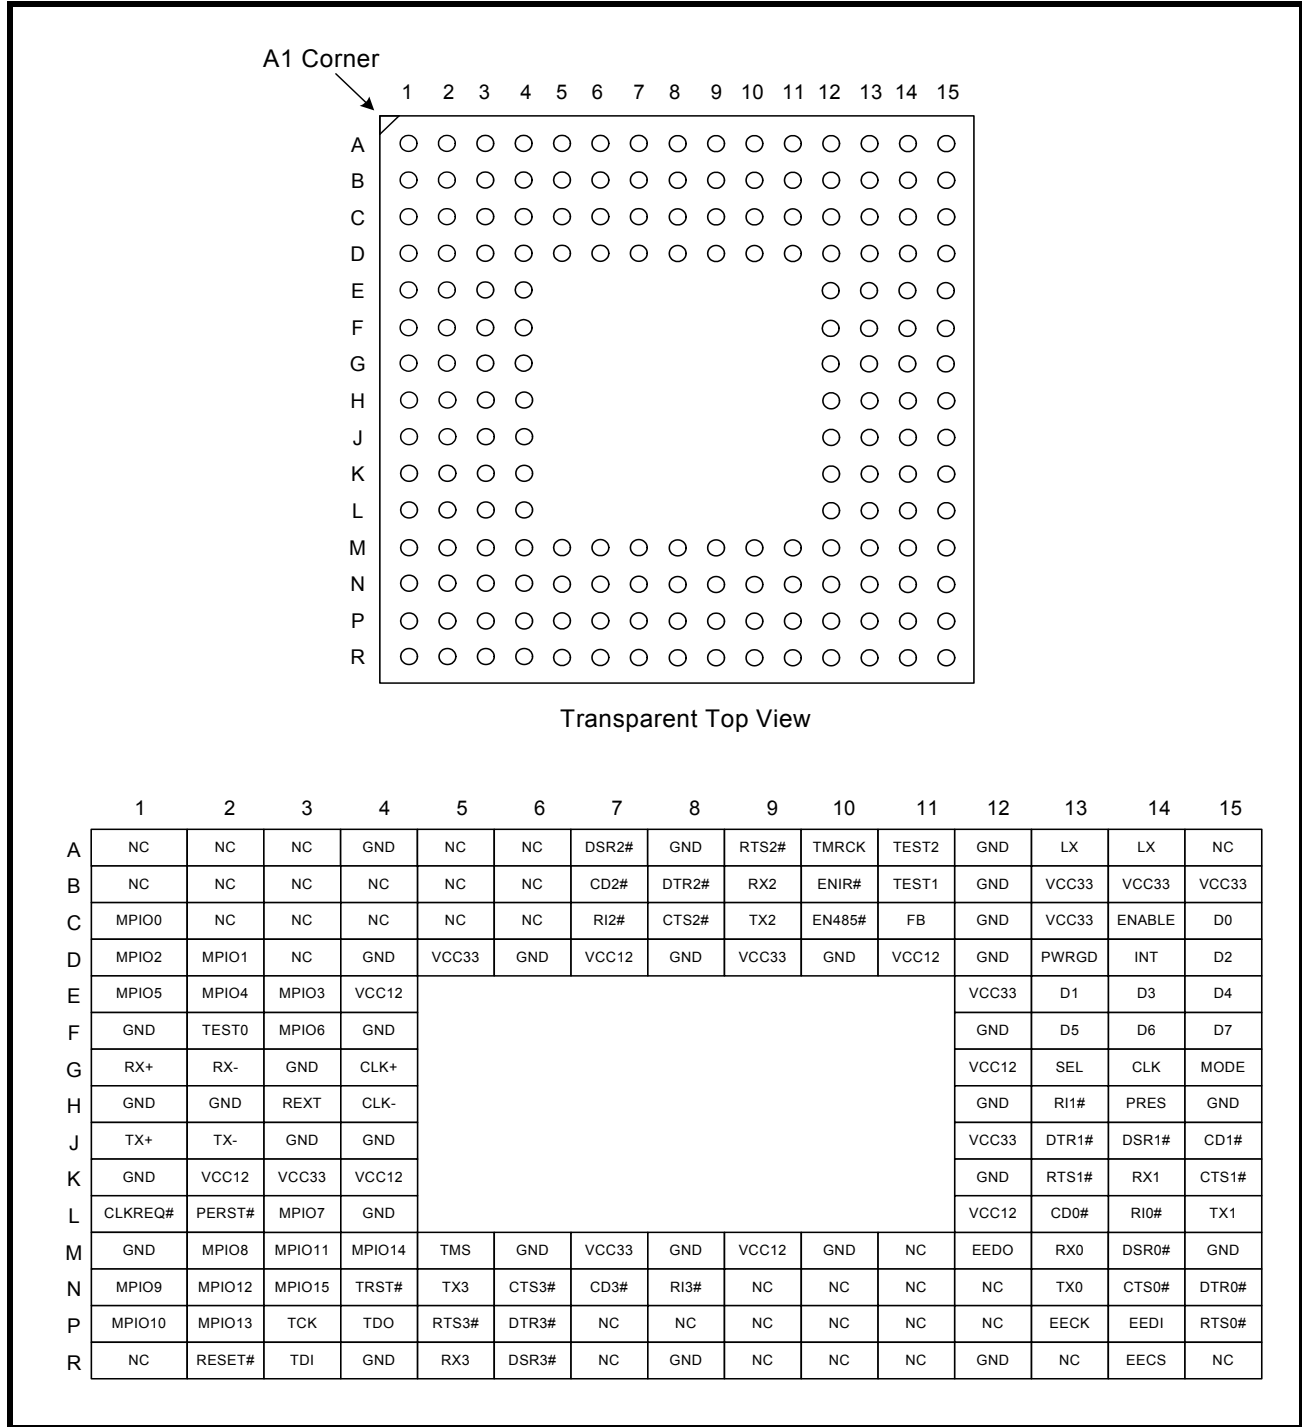 A1 Corner
1 2 3 4 5 6 7 8 9 10 11 12 13 14 15
A
B
C
D
E
F
G
H
J
K
L
M
N
P
R
Transparent Top View
1 2 3 4 5 6 7 8 9 10 11 12 13 14 15
A NC NC NC GND NC NC DSR2# GND RTS2# TMRCK TEST2 GND LX LX NC
B NC NC NC NC NC NC CD2# DTR2# RX2 ENIR# TEST1 GND VCC33 VCC33 VCC33
C MPIO0 NC NC NC NC NC RI2# CTS2# TX2 EN485# FB GND VCC33 ENABLE D0
D MPIO2 MPIO1 NC GND VCC33 GND VCC12 GND VCC33 GND VCC12 GND PWRGD INT D2
E MPIO5 MPIO4 MPIO3 VCC12 VCC33 D1 D3 D4
F GND TEST0 MPIO6 GND GND D5 D6 D7
G RX+ RX- GND CLK+ VCC12 SEL CLK MODE
H GND GND REXT CLK- GND RI1# PRES GND
J TX+ TX- GND GND VCC33 DTR1# DSR1# CD1#
K GND VCC12 VCC33 VCC12 GND RTS1# RX1 CTS1#
L CLKREQ# PERST# MPIO7 GND VCC12 CD0# RI0# TX1
M GND MPIO8 MPIO11 MPIO14 TMS GND VCC33 GND VCC12 GND NC EEDO RX0 DSR0# GND
N MPIO9 MPIO12 MPIO15 TRST# TX3 CTS3# CD3# RI3# NC NC NC NC TX0 CTS0# DTR0#
P MPIO10 MPIO13 TCK TDO RTS3# DTR3# NC NC NC NC NC NC EECK EEDI RTS0#
R NC RESET# TDI GND RX3 DSR3# NC GND NC NC NC GND NC EECS NC